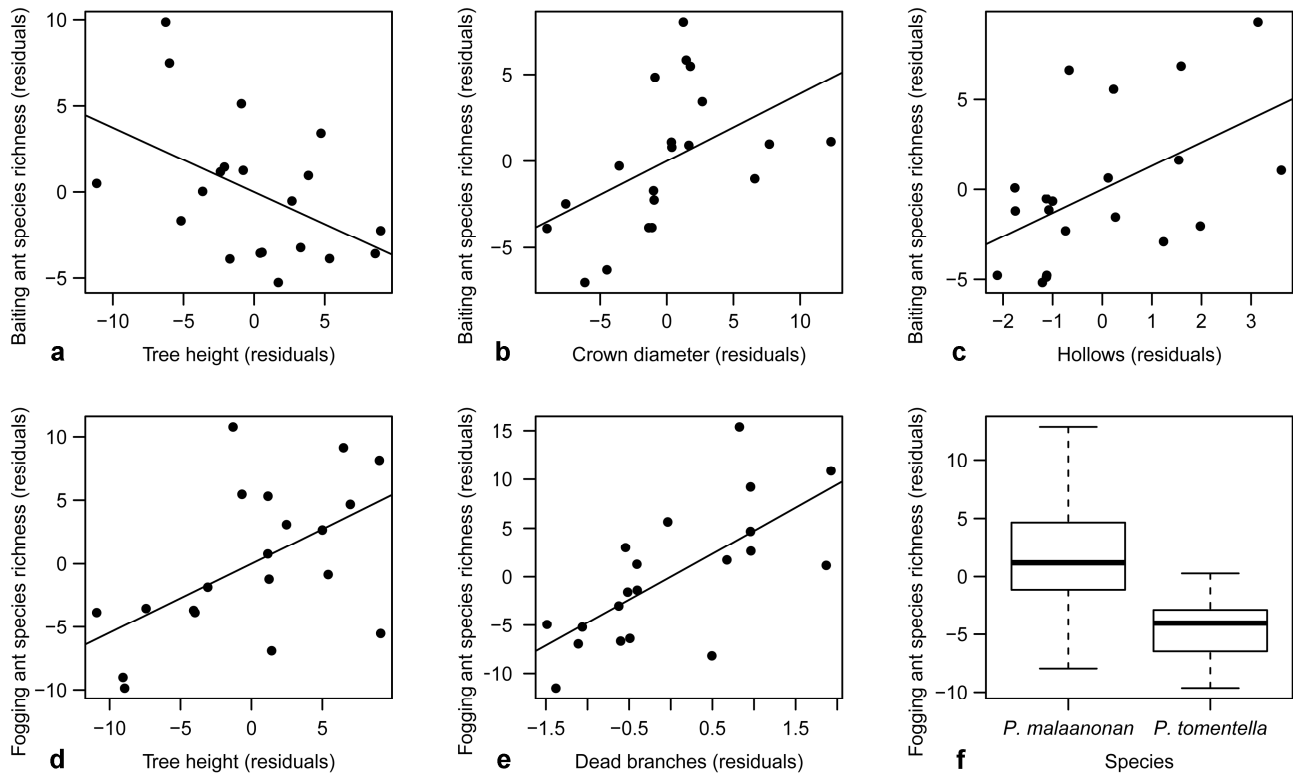 Baiting ant species richness (residuals)
10
5
0
−5
−10
−5
0
5
a
Tree height (residuals)
Baiting ant species richness (residuals)
5
0
−5
−5
0
5
10
b
Crown diameter (residuals)
Baiting ant species richness (residuals)
5
0
−5
−2
−1
0
1
2
3
c
Hollows (residuals)
Fogging ant species richness (residuals)
10
5
0
−5
−10
−10
−5
0
5
d
Tree height (residuals)
Fogging ant species richness (residuals)
15
10
5
0
−5
-10
−1.5
−0.5
0.5
1.5
e
Dead branches (residuals)
Fogging ant species richness (residuals)
10
5
0
−5
−10
P. malaanonan
P. tomentella
f
Species